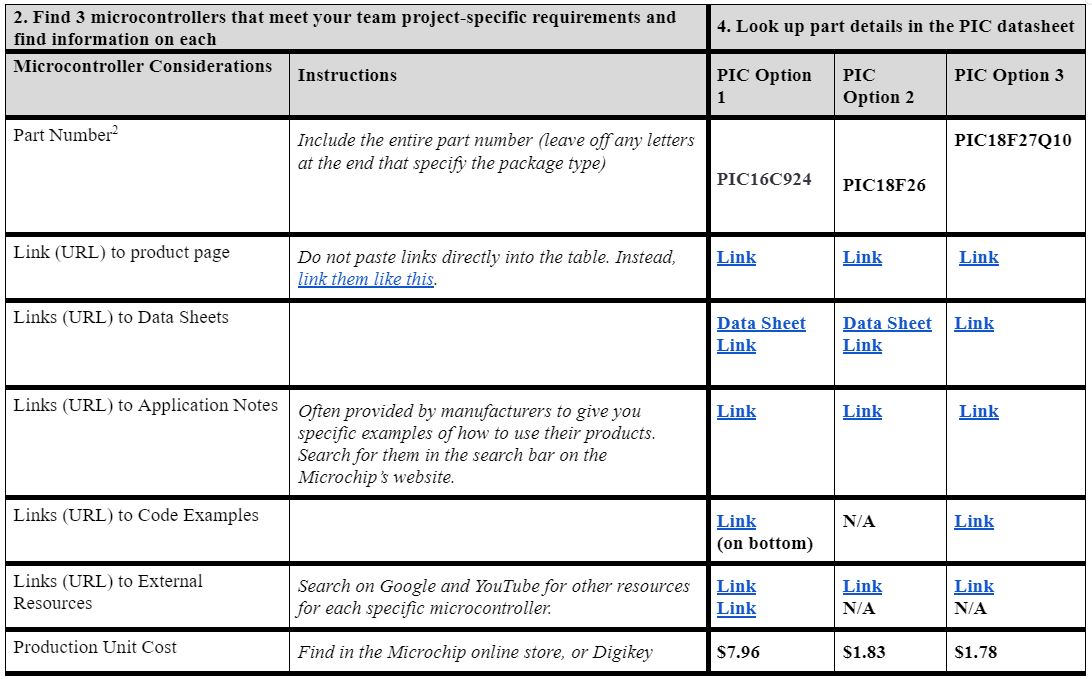 2. Find 3 microcontrollers that meet your team project-specific requirements and
find information on each
4. Look up part details in the PIC datasheet
Microcontroller Considerations
Instructions
PIC Option
1
PIC
Option 2
PIC Option 3
Part Number2
Include the entire part number (leave off any letters
at the end that specify the package type)
PIC16C924
PIC18F26
PIC18F27Q10
Link (URL) to product page
Do not paste links directly into the table. Instead,
link them like this.
Link
Link
Link
Links (URL) to Data Sheets
Data Sheet
Link
Data Sheet
Link
Link
Links (URL) to Application Notes
Often provided by manufacturers to give you
specific examples of how to use their products.
Search for them in the search bar on the
Microchip's website.
Link
Link
Link
Links (URL) to Code Examples
Link
(on bottom)
N/A
Link
Links (URL) to External
Resources
Search on Google and YouTube for other resources
for each specific microcontroller.
Link
Link
Link
N/A
Link
N/A
Production Unit Cost
Find in the Microchip online store, or Digikey
$7.96
$1.83
$1.78